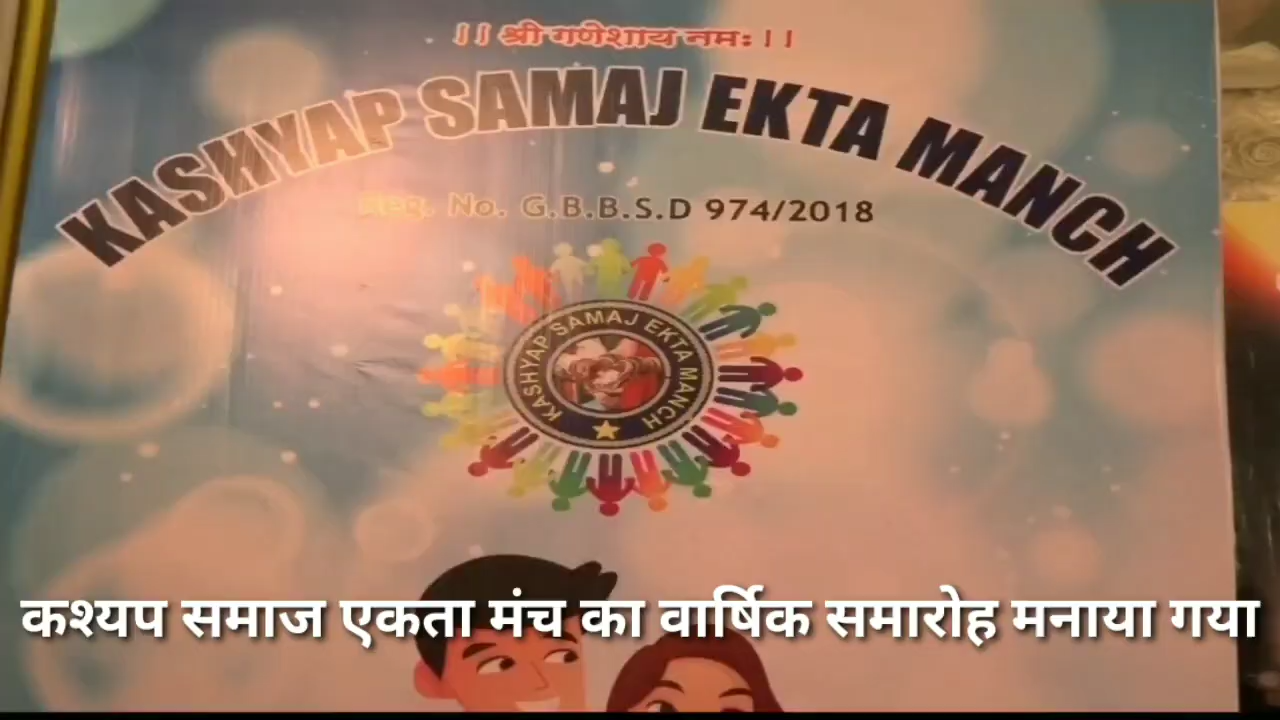 || श्री गणेशाय नमः ||
KASHYAP SAMAJ EKTA MANCH
Reg. No. G.B.B.S.D 974/2018
KASHYAP SAMAJ EKTA MANCH
कश्यप समाज एकता मंच का वार्षिक समारोह मनाया गया